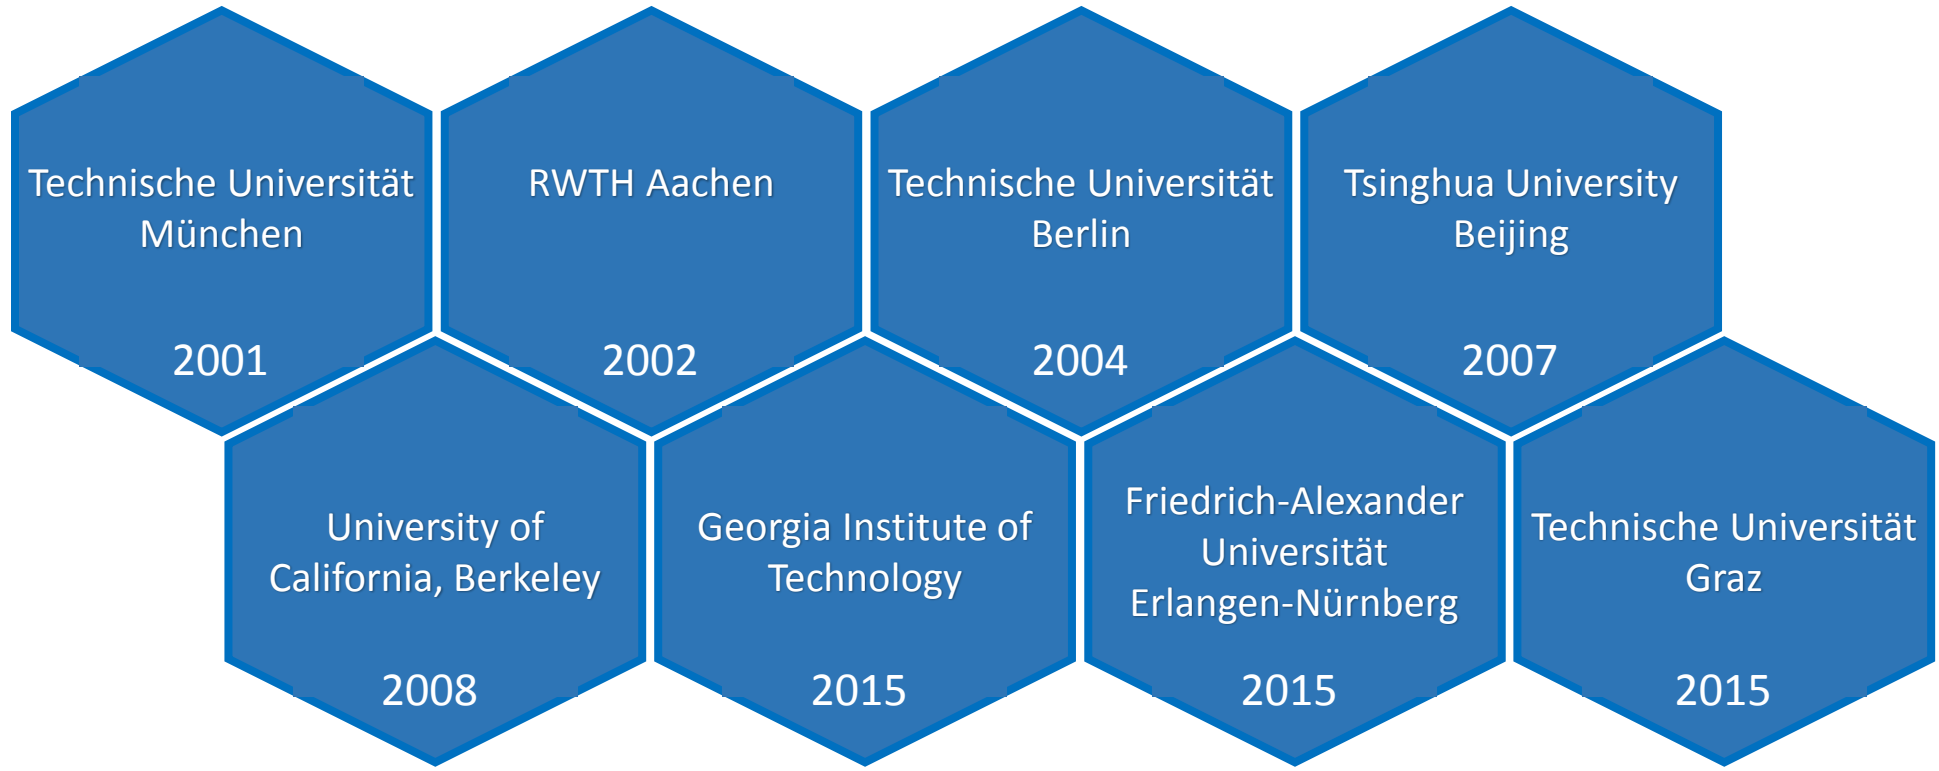 Technische Universität
München
2001
RWTH Aachen
2002
Technische Universität
Berlin
2004
Tsinghua University
Beijing
2007
University of
California, Berkeley
2008
Georgia Institute of
Technology
2015
Friedrich-Alexander
Universität
Erlangen-Nürnberg
2015
Technische Universität
Graz
2015